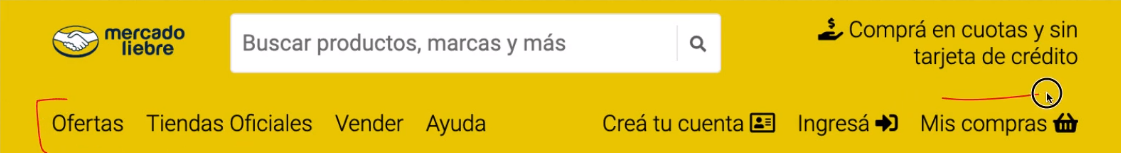 mercado
liebre
Buscar productos, marcas y más
Comprá en cuotas y sin
tarjeta de crédito
Ofertas Tiendas Oficiales Vender Ayuda Creá tu cuenta Ingresá Mis compras